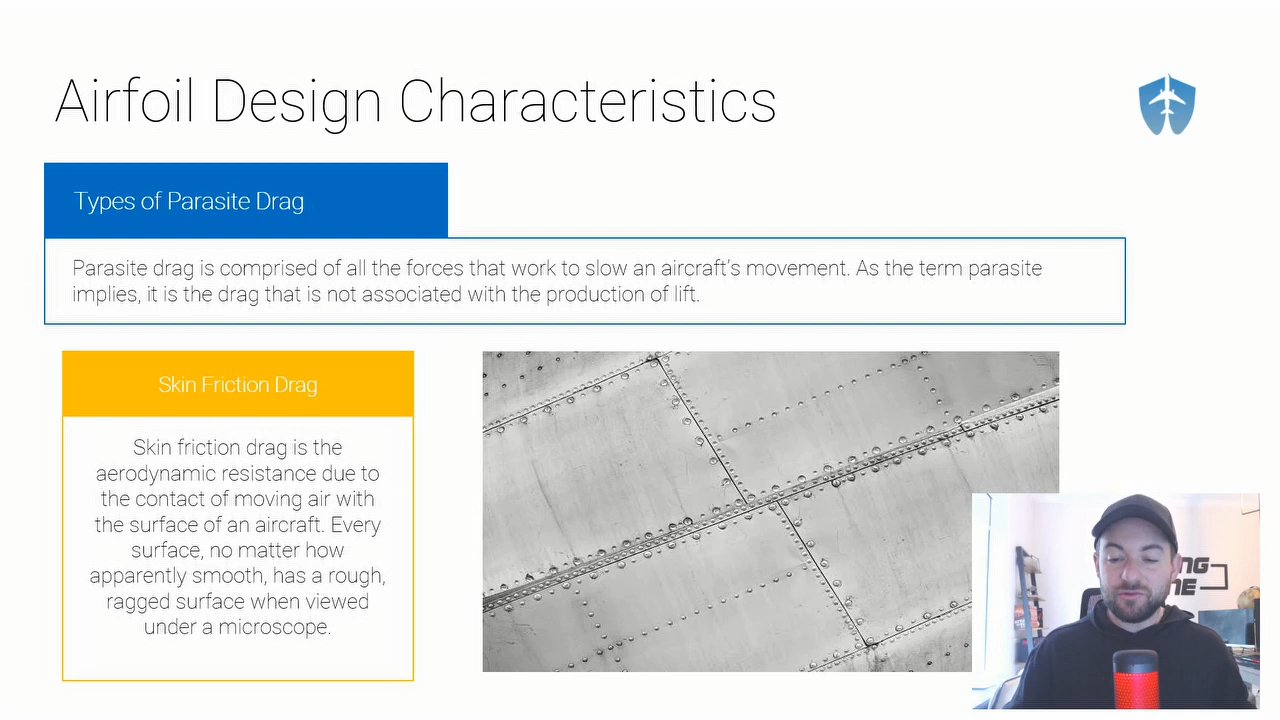 Airfoil Design Characteristics
Types of Parasite Drag
Parasite drag is comprised of all the forces that work to slow an aircraft's movement. As the term parasite
implies, it is the drag that is not associated with the production of lift.
Skin Friction Drag
Skin friction drag is the
aerodynamic resistance due to
the contact of moving air with
the surface of an aircraft. Every
surface, no matter how
apparently smooth, has a rough,
ragged surface when viewed
under a microscope.